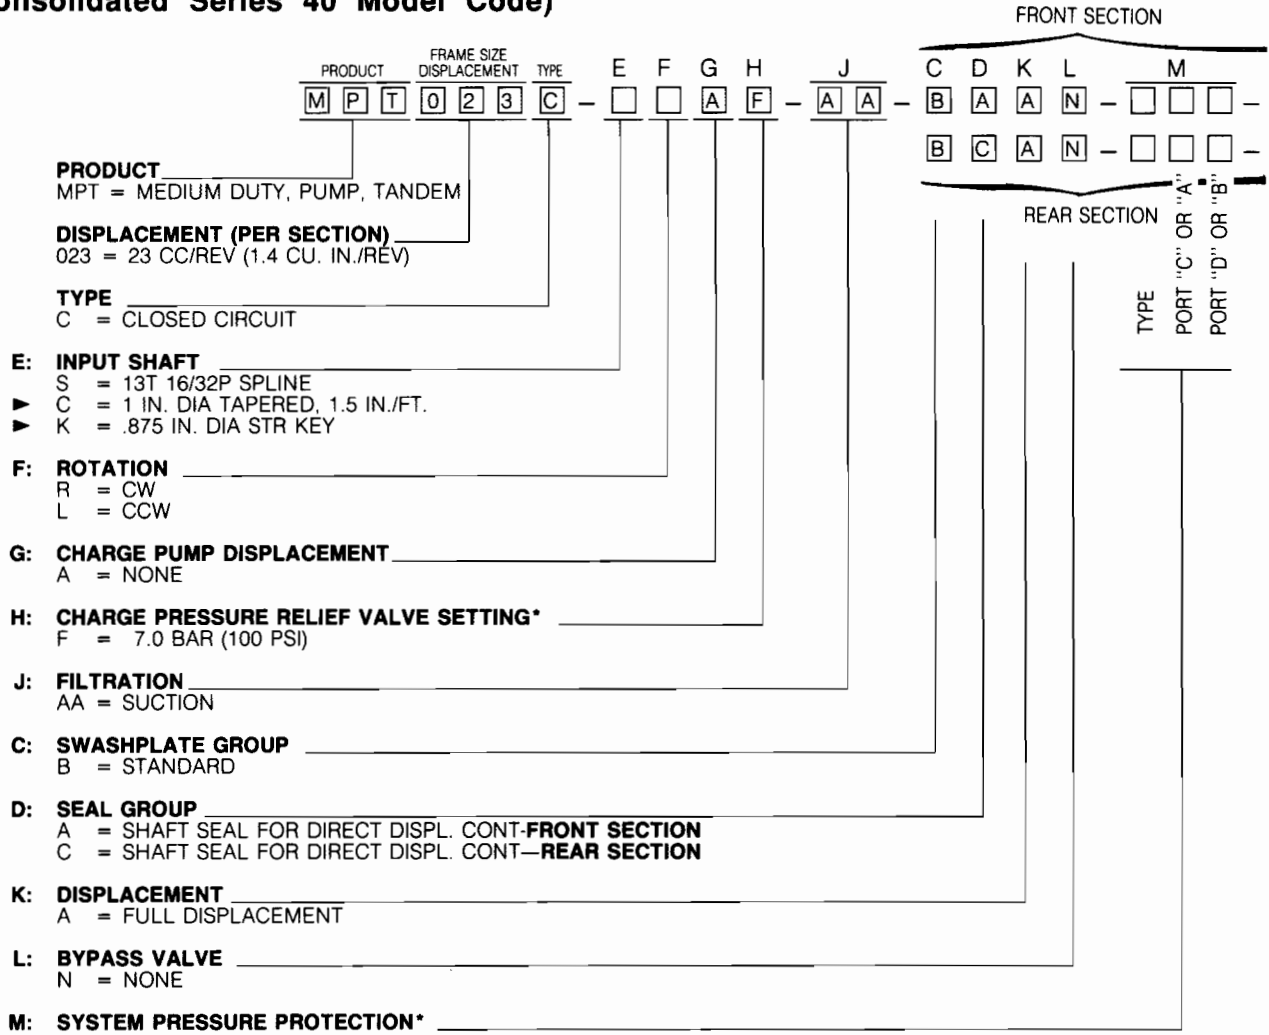 onsolidated Series 40 Model Code)
FRONT SECTION
PRODUCT FRAME SIZE DISPLACEMENT TYPE E F G H J C D K L M
M P T 0 2 3 C – A F – A A – B A A N – –
B C A N – –
REAR SECTION
TYPE
PORT "C" OR "A"
PORT "D" OR "B"
PRODUCT
MPT = MEDIUM DUTY, PUMP, TANDEM
DISPLACEMENT (PER SECTION)
023 = 23 CC/REV (1.4 CU. IN./REV)
TYPE
C = CLOSED CIRCUIT
E: INPUT SHAFT
S = 13T 16/32P SPLINE
► C = 1 IN. DIA TAPERED, 1.5 IN./FT.
► K = .875 IN. DIA STR KEY
F: ROTATION
R = CW
L = CCW
G: CHARGE PUMP DISPLACEMENT
A = NONE
H: CHARGE PRESSURE RELIEF VALVE SETTING*
F = 7.0 BAR (100 PSI)
J: FILTRATION
AA = SUCTION
C: SWASHPLATE GROUP
B = STANDARD
D: SEAL GROUP
A = SHAFT SEAL FOR DIRECT DISPL. CONT-FRONT SECTION
C = SHAFT SEAL FOR DIRECT DISPL. CONT—REAR SECTION
K: DISPLACEMENT
A = FULL DISPLACEMENT
L: BYPASS VALVE
N = NONE
M: SYSTEM PRESSURE PROTECTION*